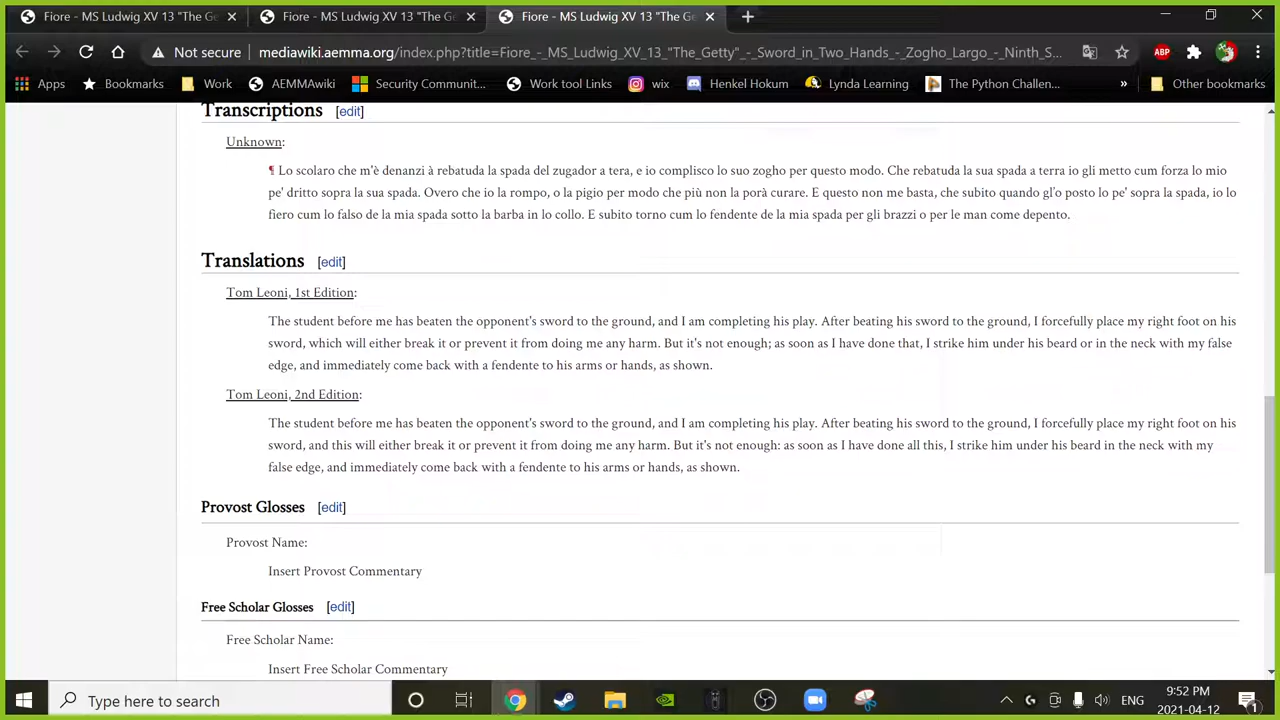 Fiore - MS Ludwig XV 13 "The Ge
Fiore - MS Ludwig XV 13 "The G
Fiore - MS Ludwig XV 13 "The Ge
Not secure
mediawiki.aemma.org/index.php?title=Fiore_-_MS_Ludwig_XV_13_"The_Getty"_-_Sword_in_Two_Hands_-_Zogho_Largo_-_Ninth_S...
ABP
Apps
Bookmarks
Work
AEMMAwiki
Security Communit...
Work tool Links
wix
Henkel Hokum
Lynda Learning
The Python Challen...
»
Other bookmarks
Transcriptions [edit]
Unknown:
¶ Lo scolaro che m'è denanzi à rebatuda la spada del zugador a tera, e io complisco lo suo zogho per questo modo. Che rebatuda la sua spada a terra io gli metto cum forza lo mio
pe' dritto sopra la sua spada. Overo che io la rompo, o la pigio per modo che più non la porà curare. E questo non me basta, che subito quando gl'o posto lo pe' sopra la spada, io lo
fiero cum lo falso de la mia spada sotto la barba in lo collo. E subito torno cum lo fendente de la mia spada per gli brazzi o per le man come depento.
Translations [edit]
Tom Leoni, 1st Edition:
The student before me has beaten the opponent's sword to the ground, and I am completing his play. After beating his sword to the ground, I forcefully place my right foot on his
sword, which will either break it or prevent it from doing me any harm. But it's not enough; as soon as I have done that, I strike him under his beard or in the neck with my false
edge, and immediately come back with a fendente to his arms or hands, as shown.
Tom Leoni, 2nd Edition:
The student before me has beaten the opponent's sword to the ground, and I am completing his play. After beating his sword to the ground, I forcefully place my right foot on his
sword, and this will either break it or prevent it from doing me any harm. But it's not enough: as soon as I have done all this, I strike him under his beard in the neck with my
false edge, and immediately come back with a fendente to his arms or hands, as shown.
Provost Glosses [edit]
Provost Name:
Insert Provost Commentary
Free Scholar Glosses [edit]
Free Scholar Name:
Insert Free Scholar Commentary
Type here to search
ENG
9:52 PM
2021-04-12
1